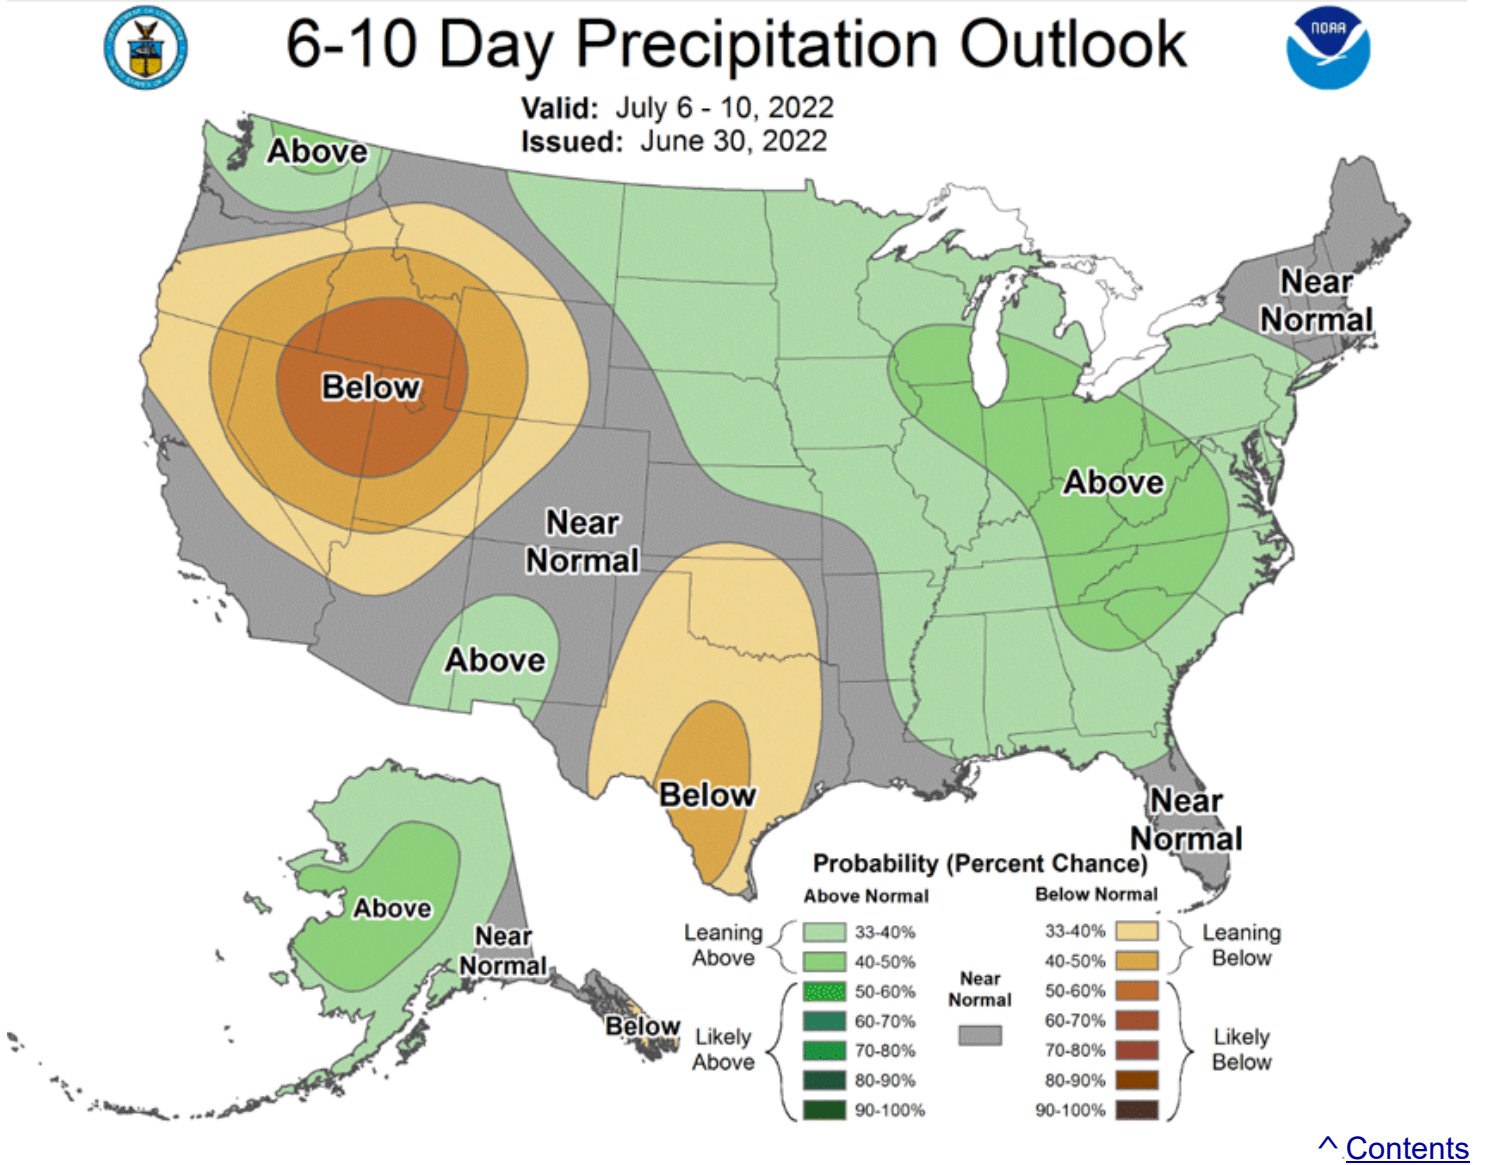 6-10 Day Precipitation Outlook
NOAA
Valid: July 6 - 10, 2022
Issued: June 30, 2022
Above
Near
Normal
Below
Above
Near
Normal
Above
Below
Near
Normal
Above
Near
Normal
Below
Probability (Percent Chance)
Above Normal
Below Normal
Leaning
Above
33-40%
40-50%
50-60%
60-70%
70-80%
80-90%
90-100%
Likely
Above
Near
Normal
33-40%
40-50%
50-60%
60-70%
70-80%
80-90%
90-100%
Leaning
Below
Likely
Below
^ Contents